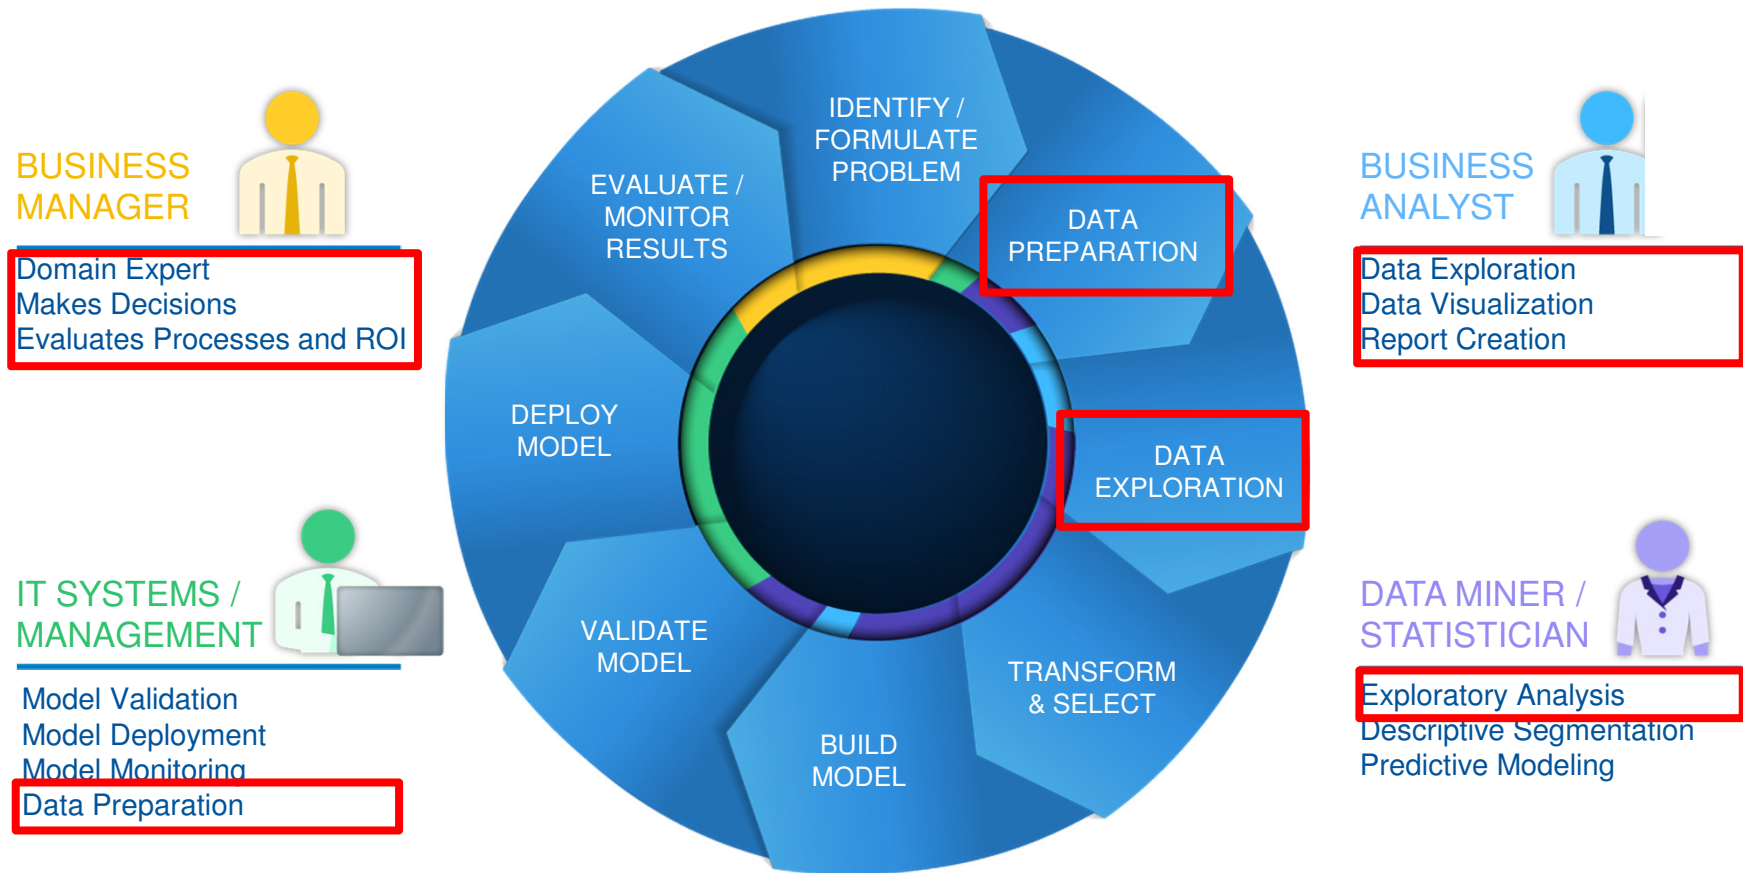 BUSINESS
MANAGER
Domain Expert
Makes Decisions
Evaluates Processes and ROI
IT SYSTEMS /
MANAGEMENT
Model Validation
Model Deployment
Model Monitoring
Data Preparation
IDENTIFY /
FORMULATE
PROBLEM
DATA
PREPARATION
DATA
EXPLORATION
TRANSFORM
& SELECT
BUILD
MODEL
VALIDATE
MODEL
DEPLOY
MODEL
EVALUATE /
MONITOR
RESULTS
BUSINESS
ANALYST
Data Exploration
Data Visualization
Report Creation
DATA MINER /
STATISTICIAN
Exploratory Analysis
Descriptive Segmentation
Predictive Modeling